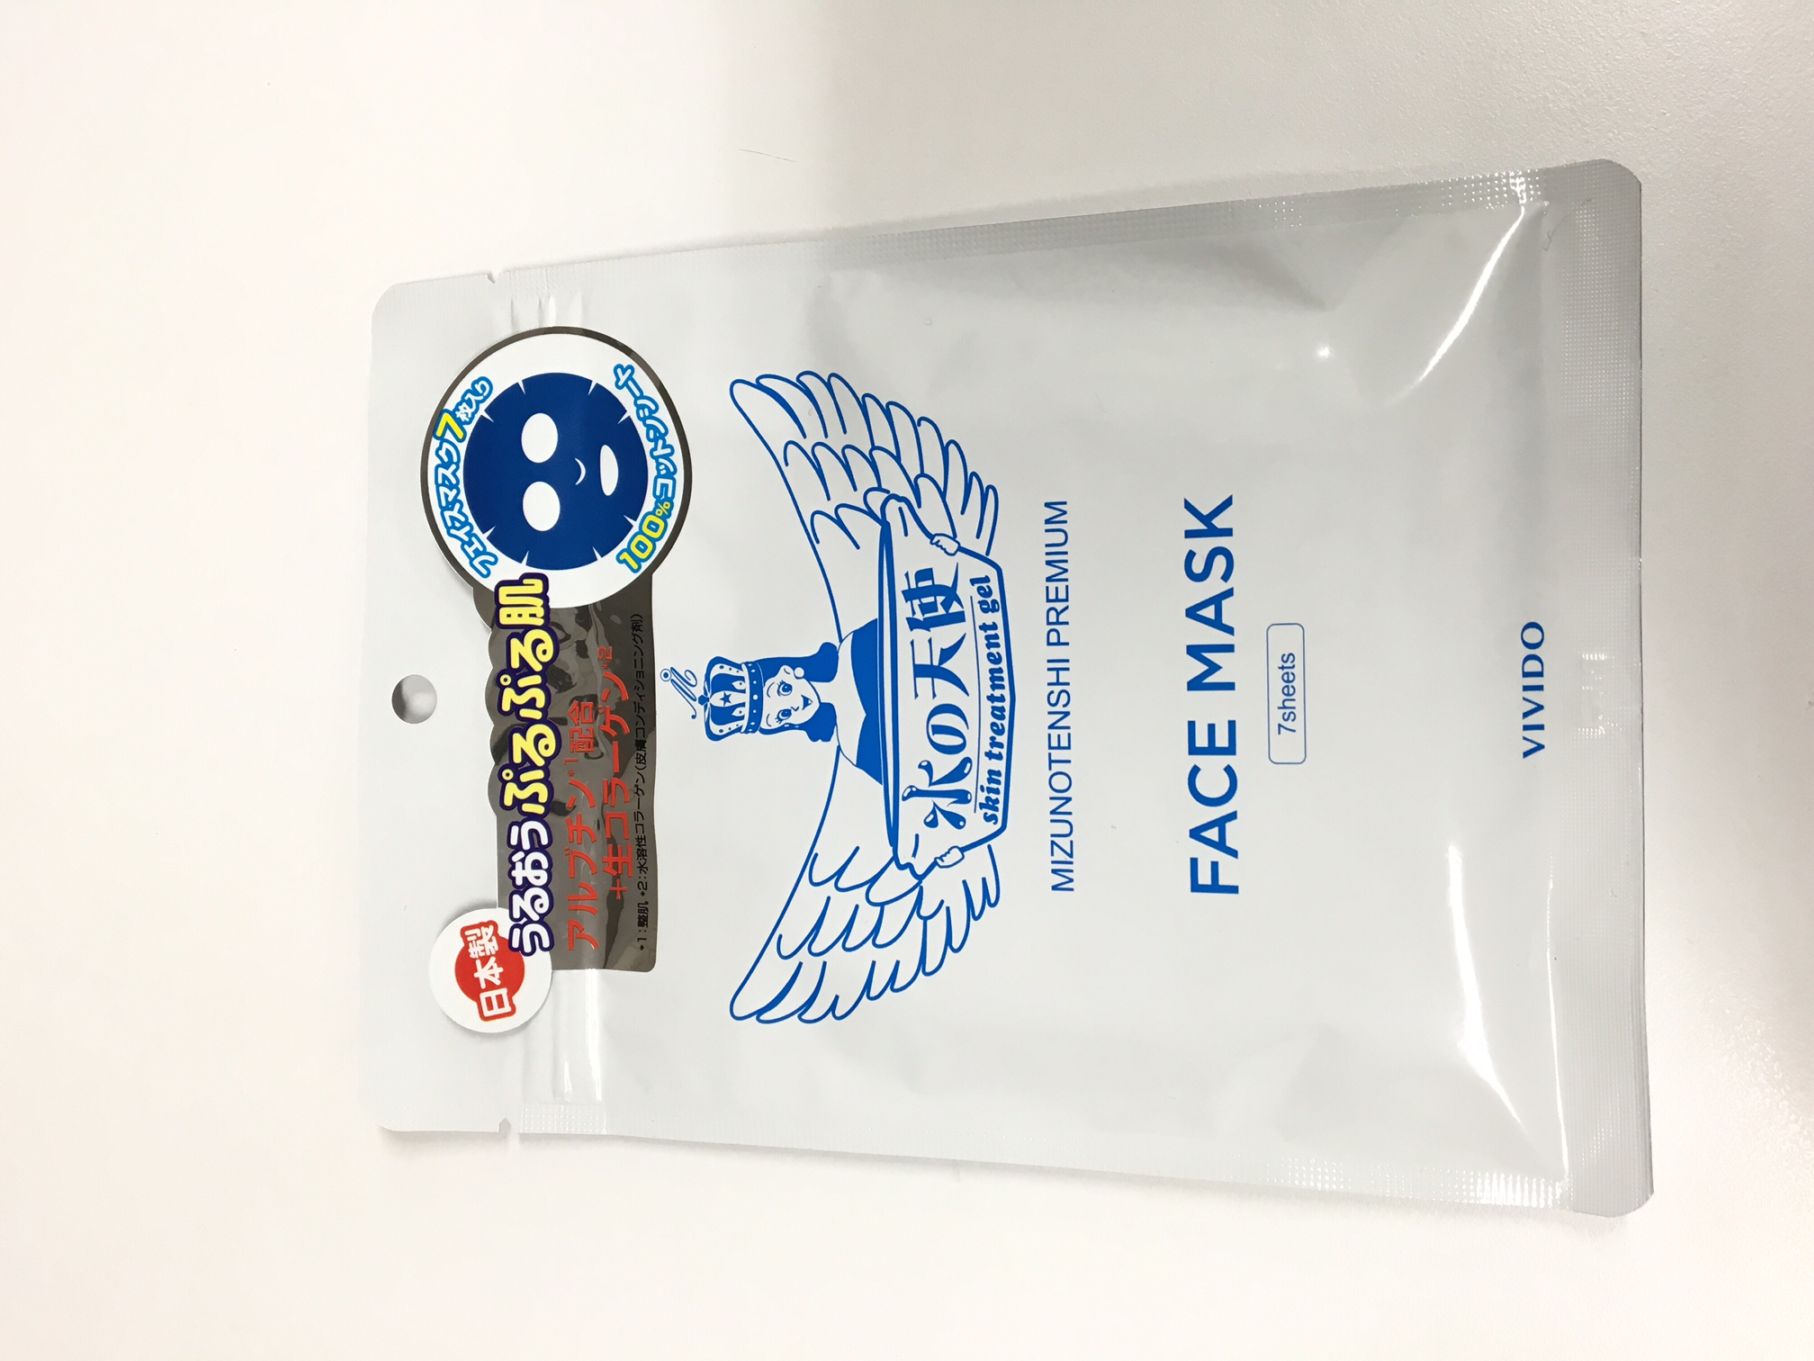 日本製
うるおうぷるぷる肌
アルブチン*1配合
+生コラーゲン*2
*1:整肌 *2:水溶性コラーゲン(皮膚コンディショニング剤)
フェイスマスク7枚入り
100%コットンシート
M
水の天使
skin treatment gel
MIZUNOTENSHI PREMIUM
FACE MASK
7sheets
VIVIDO